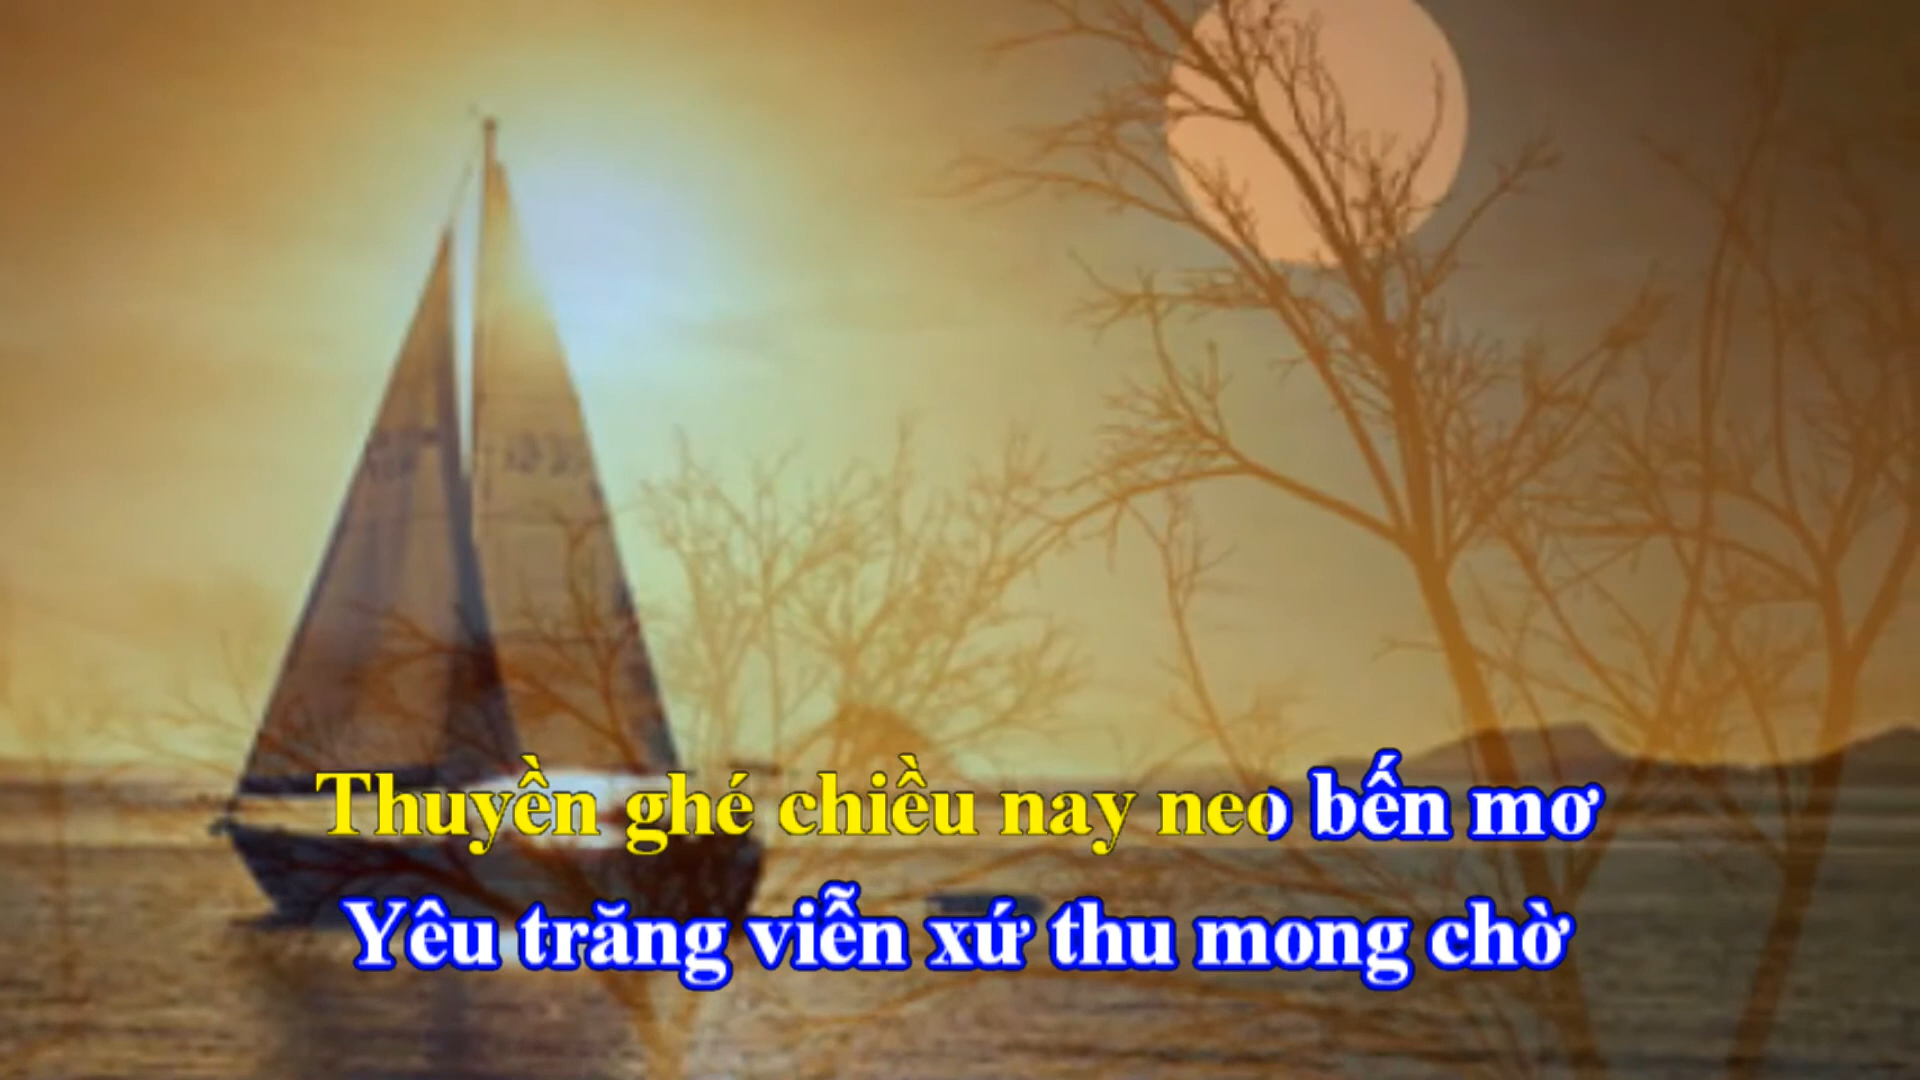 Thuyền ghé chiều nay neo bến mơ
Yêu trăng viễn xứ thu mong chờ